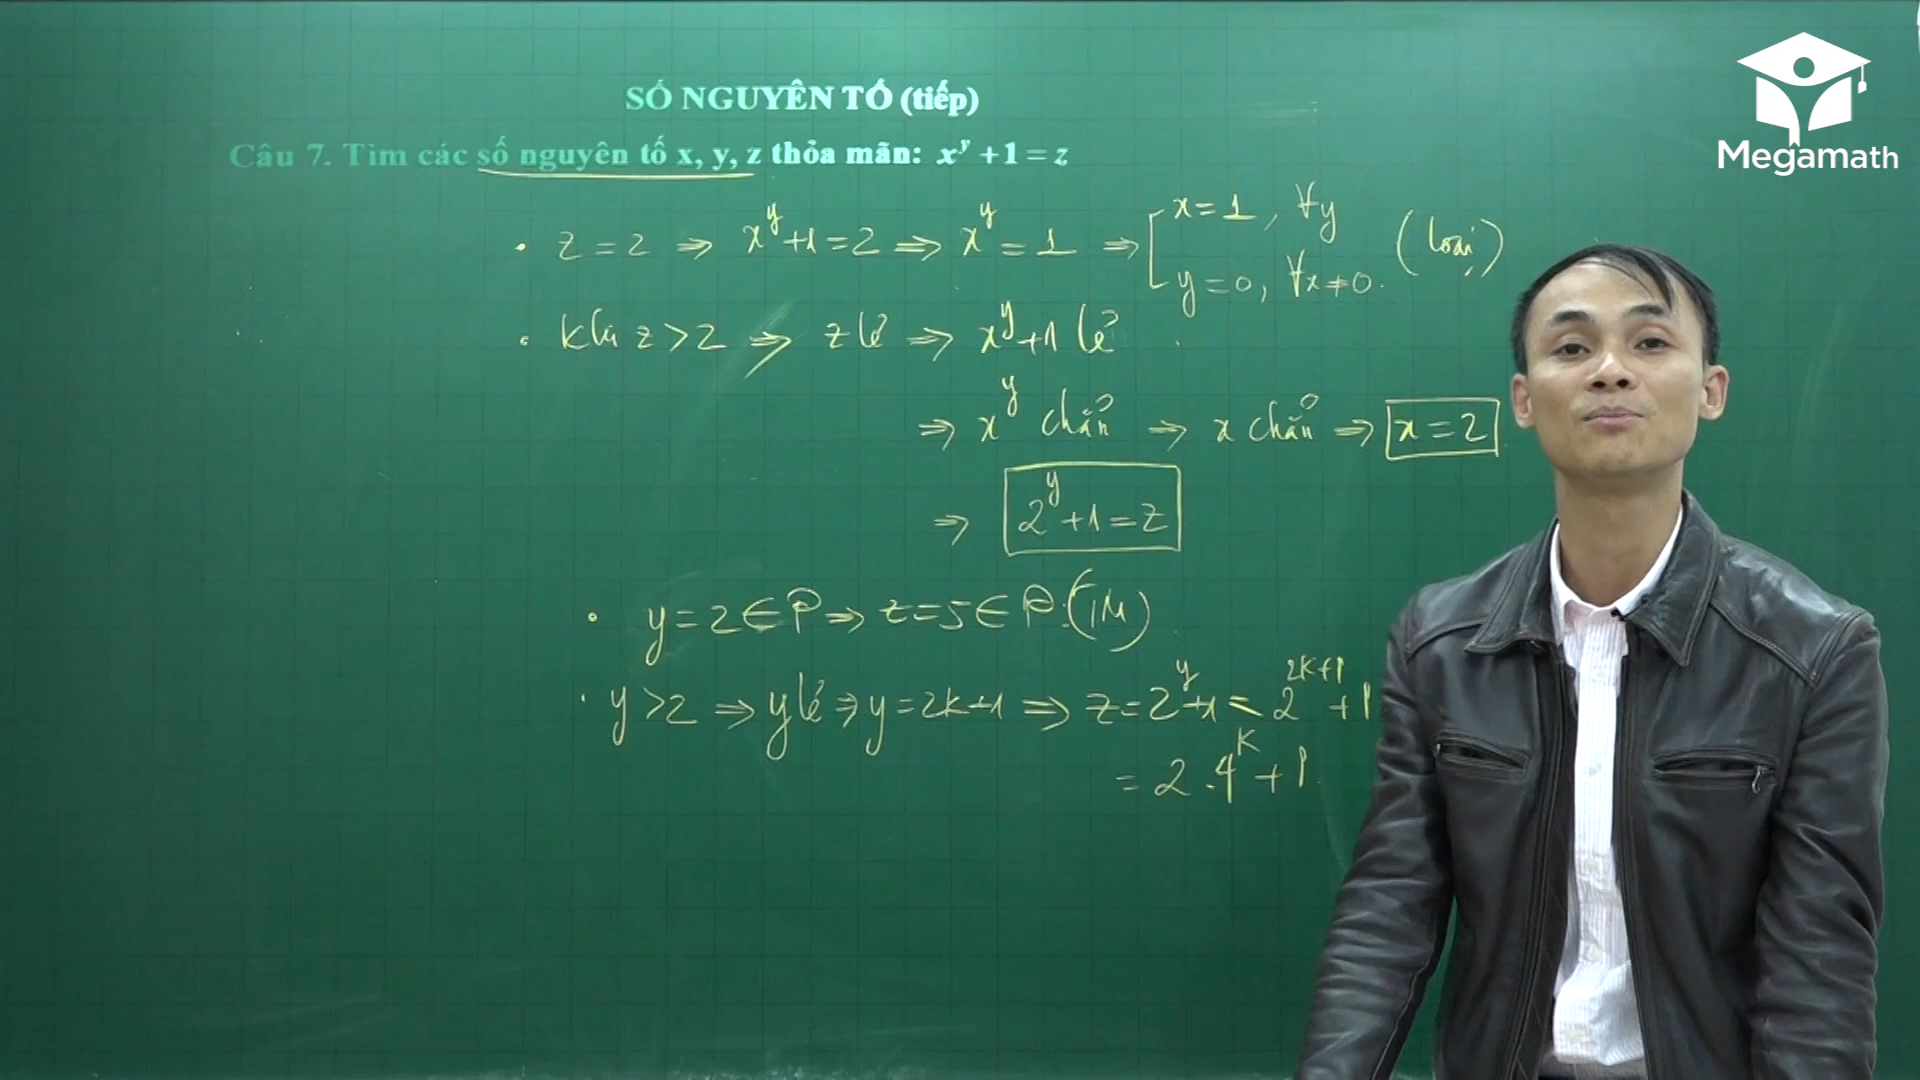 Megamath
SỐ NGUYÊN TỐ (tiếp)
Câu 7. Tìm các số nguyên tố x, y, z thỏa mãn: x^y + 1 = z
• z = 2 ⇒ x^y + 1 = 2 ⇒ x^y = 1 ⇒ [ x = 1, ∀y
y = 0, ∀x ≠ 0. (loại)
• Khi z > 2 ⇒ z lẻ ⇒ x^y + 1 lẻ
⇒ x^y chẵn ⇒ x chẵn ⇒ x = 2
⇒ 2^y + 1 = z
• y = 2 ∈ P ⇒ z = 5 ∈ P: (TM)
• y > 2 ⇒ y lẻ ⇒ y = 2k+1 ⇒ z = 2^y + 1 = 2^{2k+1} + 1
= 2.4^k + 1